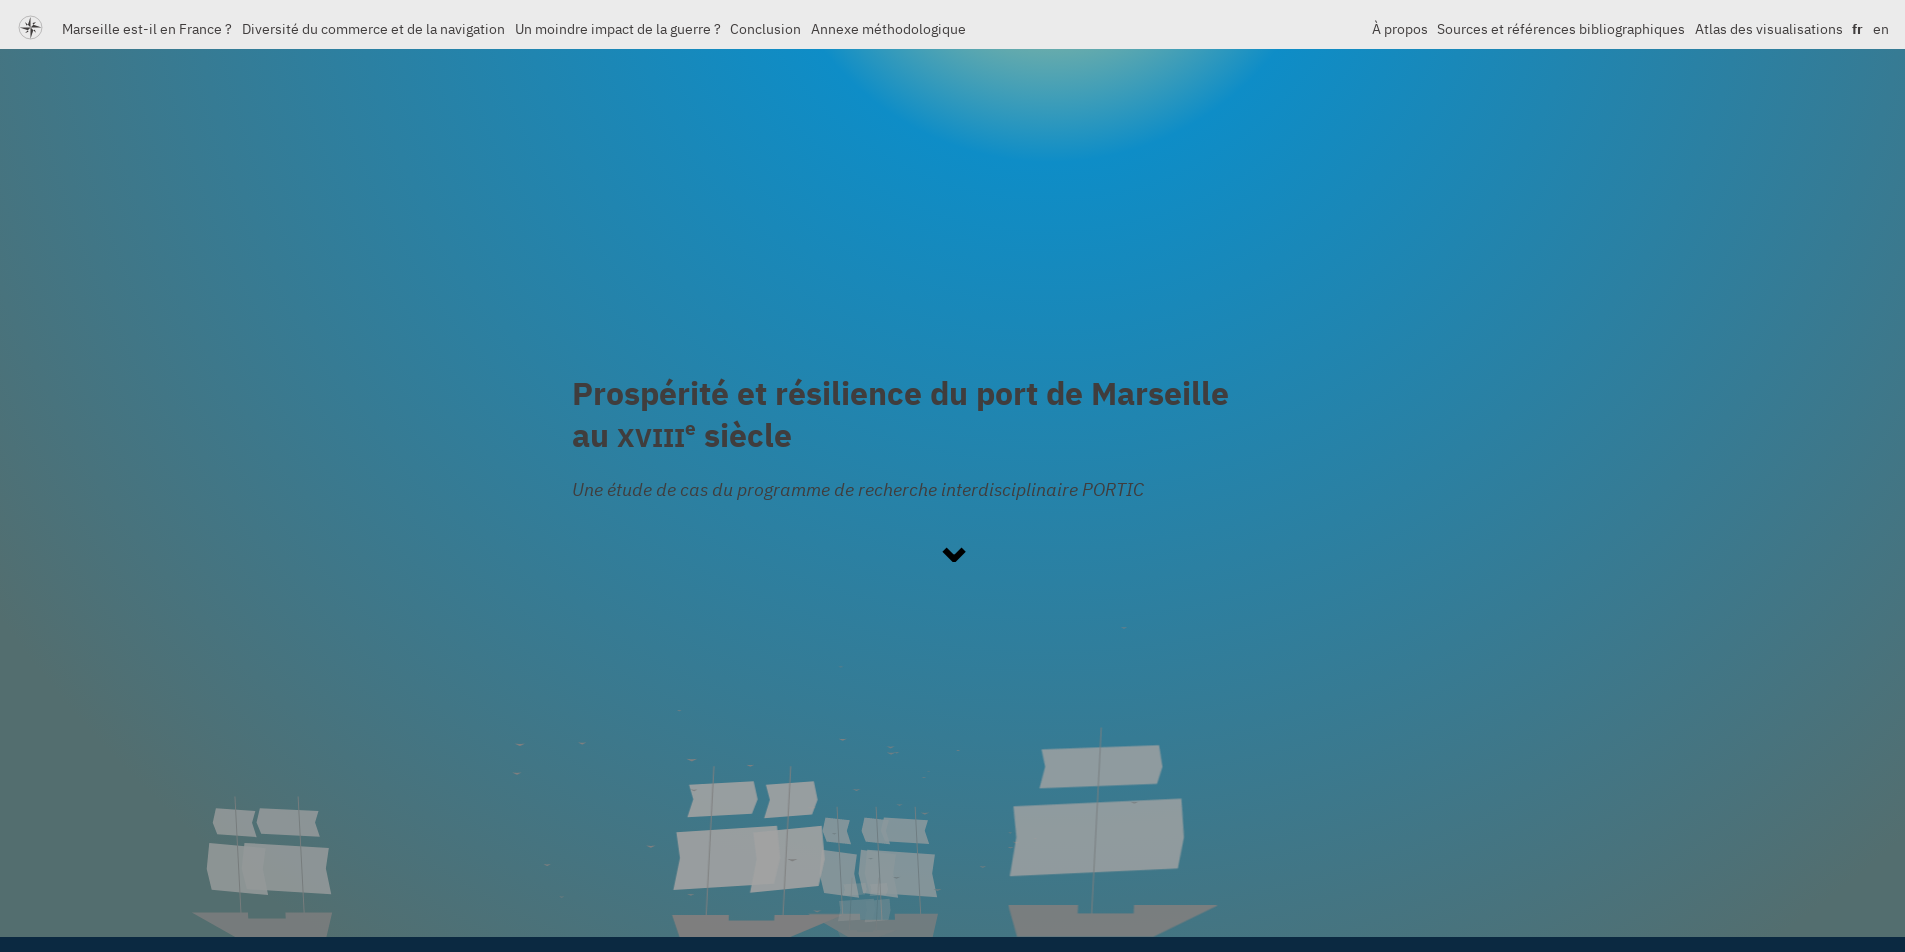 Marseille est-il en France ? Diversité du commerce et de la navigation Un moindre impact de la guerre ? Conclusion Annexe méthodologique À propos Sources et références bibliographiques Atlas des visualisations fr en
Prospérité et résilience du port de Marseille
au XVIIIe siècle
Une étude de cas du programme de recherche interdisciplinaire PORTIC